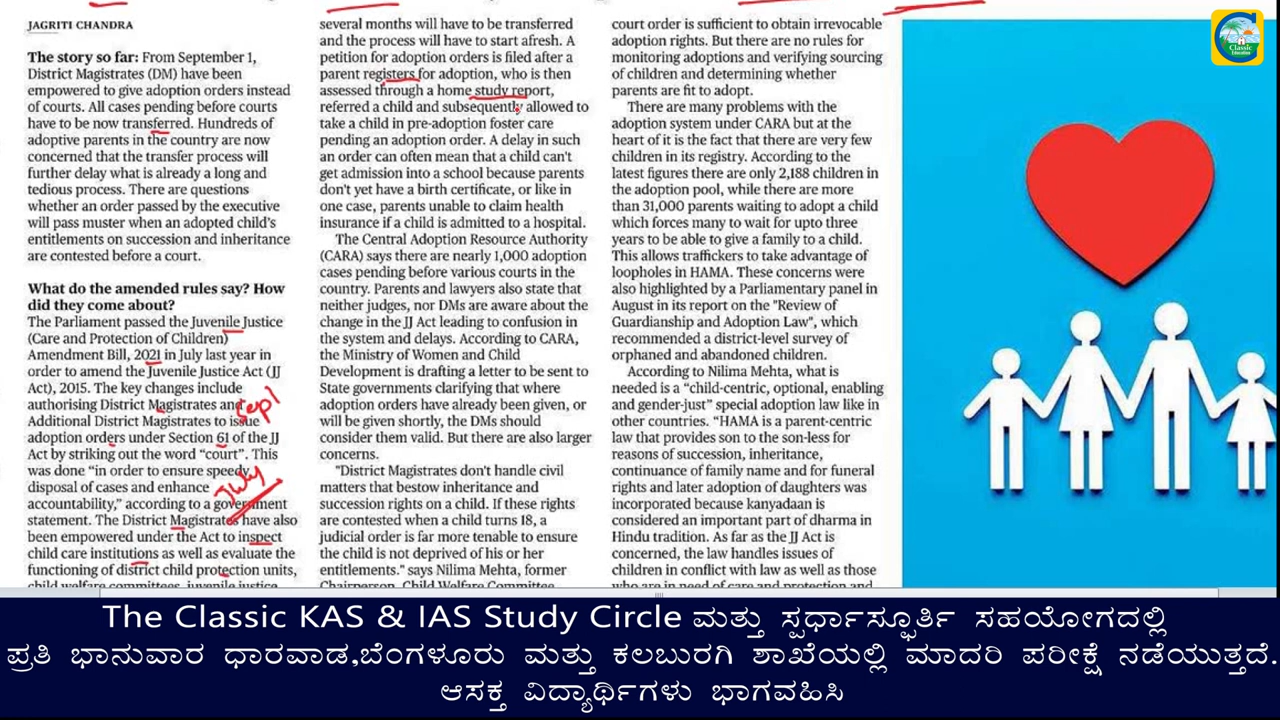 JAGRITI CHANDRA
The story so far: From September 1,
District Magistrates (DM) have been
empowered to give adoption orders instead
of courts. All cases pending before courts
have to be now transferred. Hundreds of
adoptive parents in the country are now
concerned that the transfer process will
further delay what is already a long and
tedious process. There are questions
whether an order passed by the executive
will pass muster when an adopted child's
entitlements on succession and inheritance
are contested before a court.
What do the amended rules say? How
did they come about?
The Parliament passed the Juvenile Justice
(Care and Protection of Children)
Amendment Bill, 2021 in July last year in
order to amend the Juvenile Justice Act (JJ
Act), 2015. The key changes include
authorising District Magistrates and
Additional District Magistrates to issue
adoption orders under Section 61 of the JJ
Act by striking out the word “court”. This
was done “in order to ensure speedy
disposal of cases and enhance
accountability,” according to a government
statement. The District Magistrates have also
been empowered under the Act to inspect
child care institutions as well as evaluate the
functioning of district child protection units,
child welfare committees, juvenile justice
Sep1
July
several months will have to be transferred
and the process will have to start afresh. A
petition for adoption orders is filed after a
parent registers for adoption, who is then
assessed through a home study report,
referred a child and subsequently allowed to
take a child in pre-adoption foster care
pending an adoption order. A delay in such
an order can often mean that a child can't
get admission into a school because parents
don't yet have a birth certificate, or like in
one case, parents unable to claim health
insurance if a child is admitted to a hospital.
The Central Adoption Resource Authority
(CARA) says there are nearly 1,000 adoption
cases pending before various courts in the
country. Parents and lawyers also state that
neither judges, nor DMs are aware about the
change in the JJ Act leading to confusion in
the system and delays. According to CARA,
the Ministry of Women and Child
Development is drafting a letter to be sent to
State governments clarifying that where
adoption orders have already been given, or
will be given shortly, the DMs should
consider them valid. But there are also larger
concerns.
"District Magistrates don't handle civil
matters that bestow inheritance and
succession rights on a child. If these rights
are contested when a child turns 18, a
judicial order is far more tenable to ensure
the child is not deprived of his or her
entitlements." says Nilima Mehta, former
Chairperson, Child Welfare Committee
court order is sufficient to obtain irrevocable
adoption rights. But there are no rules for
monitoring adoptions and verifying sourcing
of children and determining whether
parents are fit to adopt.
There are many problems with the
adoption system under CARA but at the
heart of it is the fact that there are very few
children in its registry. According to the
latest figures there are only 2,188 children in
the adoption pool, while there are more
than 31,000 parents waiting to adopt a child
which forces many to wait for upto three
years to be able to give a family to a child.
This allows traffickers to take advantage of
loopholes in HAMA. These concerns were
also highlighted by a Parliamentary panel in
August in its report on the "Review of
Guardianship and Adoption Law", which
recommended a district-level survey of
orphaned and abandoned children.
According to Nilima Mehta, what is
needed is a “child-centric, optional, enabling
and gender-just” special adoption law like in
other countries. “HAMA is a parent-centric
law that provides son to the son-less for
reasons of succession, inheritance,
continuance of family name and for funeral
rights and later adoption of daughters was
incorporated because kanyadaan is
considered an important part of dharma in
Hindu tradition. As far as the JJ Act is
concerned, the law handles issues of
children in conflict with law as well as those
who are in need of care and protection and
Classic
Education
The Classic KAS & IAS Study Circle ಮತ್ತು ಸ್ಪರ್ಧಾಸ್ಫೂರ್ತಿ ಸಹಯೋಗದಲ್ಲಿ
ಪ್ರತಿ ಭಾನುವಾರ ಧಾರವಾಡ,ಬೆಂಗಳೂರು ಮತ್ತು ಕಲಬುರಗಿ ಶಾಖೆಯಲ್ಲಿ ಮಾದರಿ ಪರೀಕ್ಷೆ ನಡೆಯುತ್ತದೆ.
ಆಸಕ್ತ ವಿದ್ಯಾರ್ಥಿಗಳು ಭಾಗವಹಿಸಿ